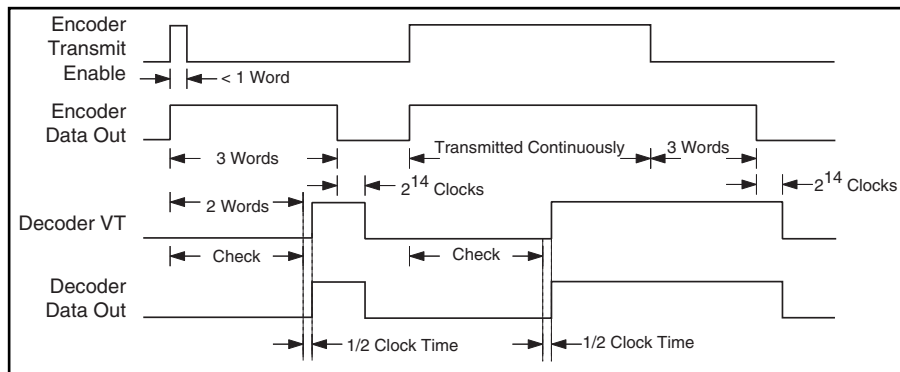 Encoder
Transmit
Enable
< 1 Word
Encoder
Data Out
3 Words
Transmitted Continuously
3 Words
2^14 Clocks
2^14 Clocks
2 Words
Decoder VT
Check
Check
Decoder
Data Out
1/2 Clock Time
1/2 Clock Time